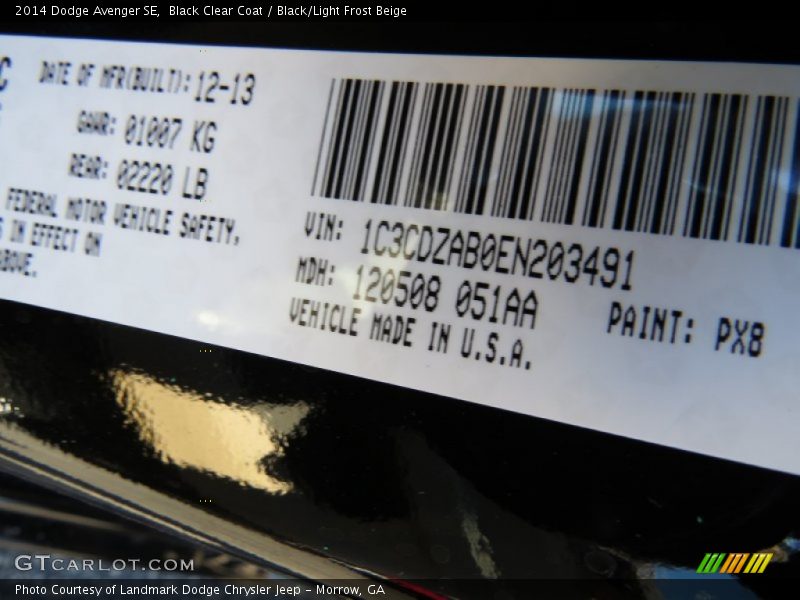 2014 Dodge Avenger SE,  Black Clear Coat / Black/Light Frost Beige
DATE OF MFR(BUILT): 12-13
GAWR: 01007 KG
REAR: 02220 LB
FEDERAL MOTOR VEHICLE SAFETY,
IN EFFECT ON
VIN: 1C3CDZAB0EN203491
MDH: 120508 051AA
PAINT: PX8
VEHICLE MADE IN U.S.A.
GTCARLOT.COM
Photo Courtesy of Landmark Dodge Chrysler Jeep - Morrow, GA